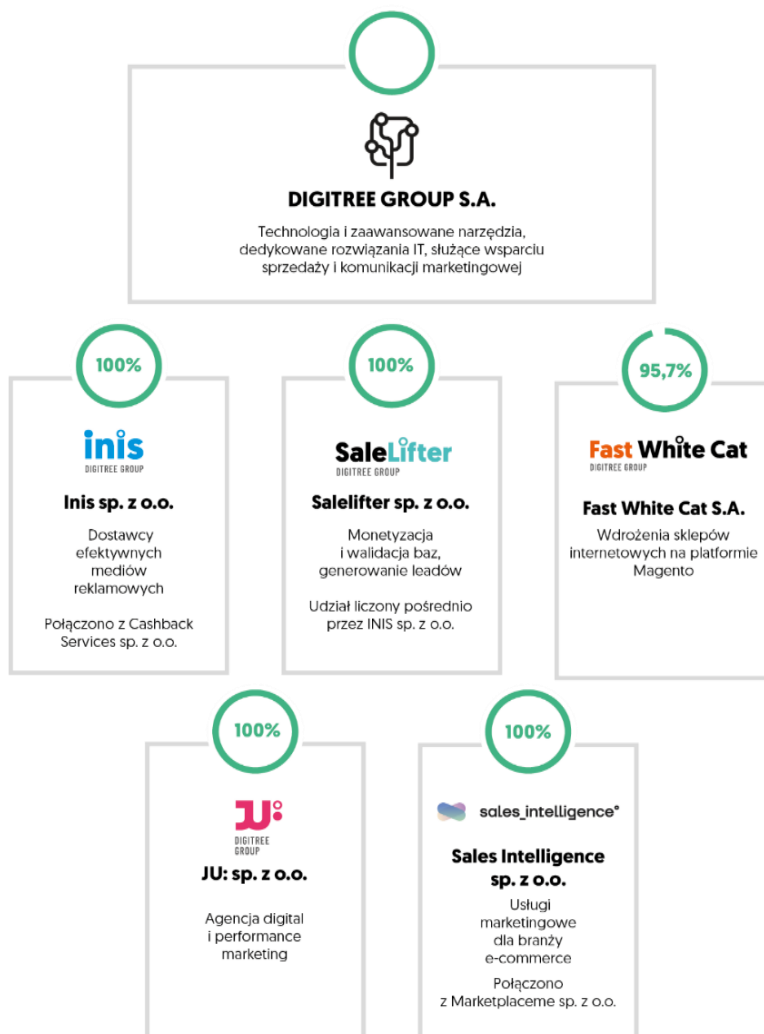 DIGITREE GROUP S.A.
Technologia i zaawansowane narzędzia,
dedykowane rozwiązania IT, służące wsparciu
sprzedaży i komunikacji marketingowej
100%
inis
DIGITREE GROUP
Inis sp. z o.o.
Dostawcy
efektywnych
mediów
reklamowych
Połączono z Cashback
Services sp. z o.o.
100%
SaleLifter
DIGITREE GROUP
Salelifter sp. z o.o.
Monetyzacja
i walidacja baz,
generowanie leadów
Udział liczony pośrednio
przez INIS sp. z o.o.
95,7%
Fast White Cat
DIGITREE GROUP
Fast White Cat S.A.
Wdrożenia sklepów
internetowych na platformie
Magento
100%
JU:
DIGITREE
GROUP
JU: sp. z o.o.
Agencja digital
i performance
marketing
100%
sales_intelligence°
Sales Intelligence
sp. z o.o.
Usługi
marketingowe
dla branży
e-commerce
Połączono
z Marketplaceme sp. z o.o.